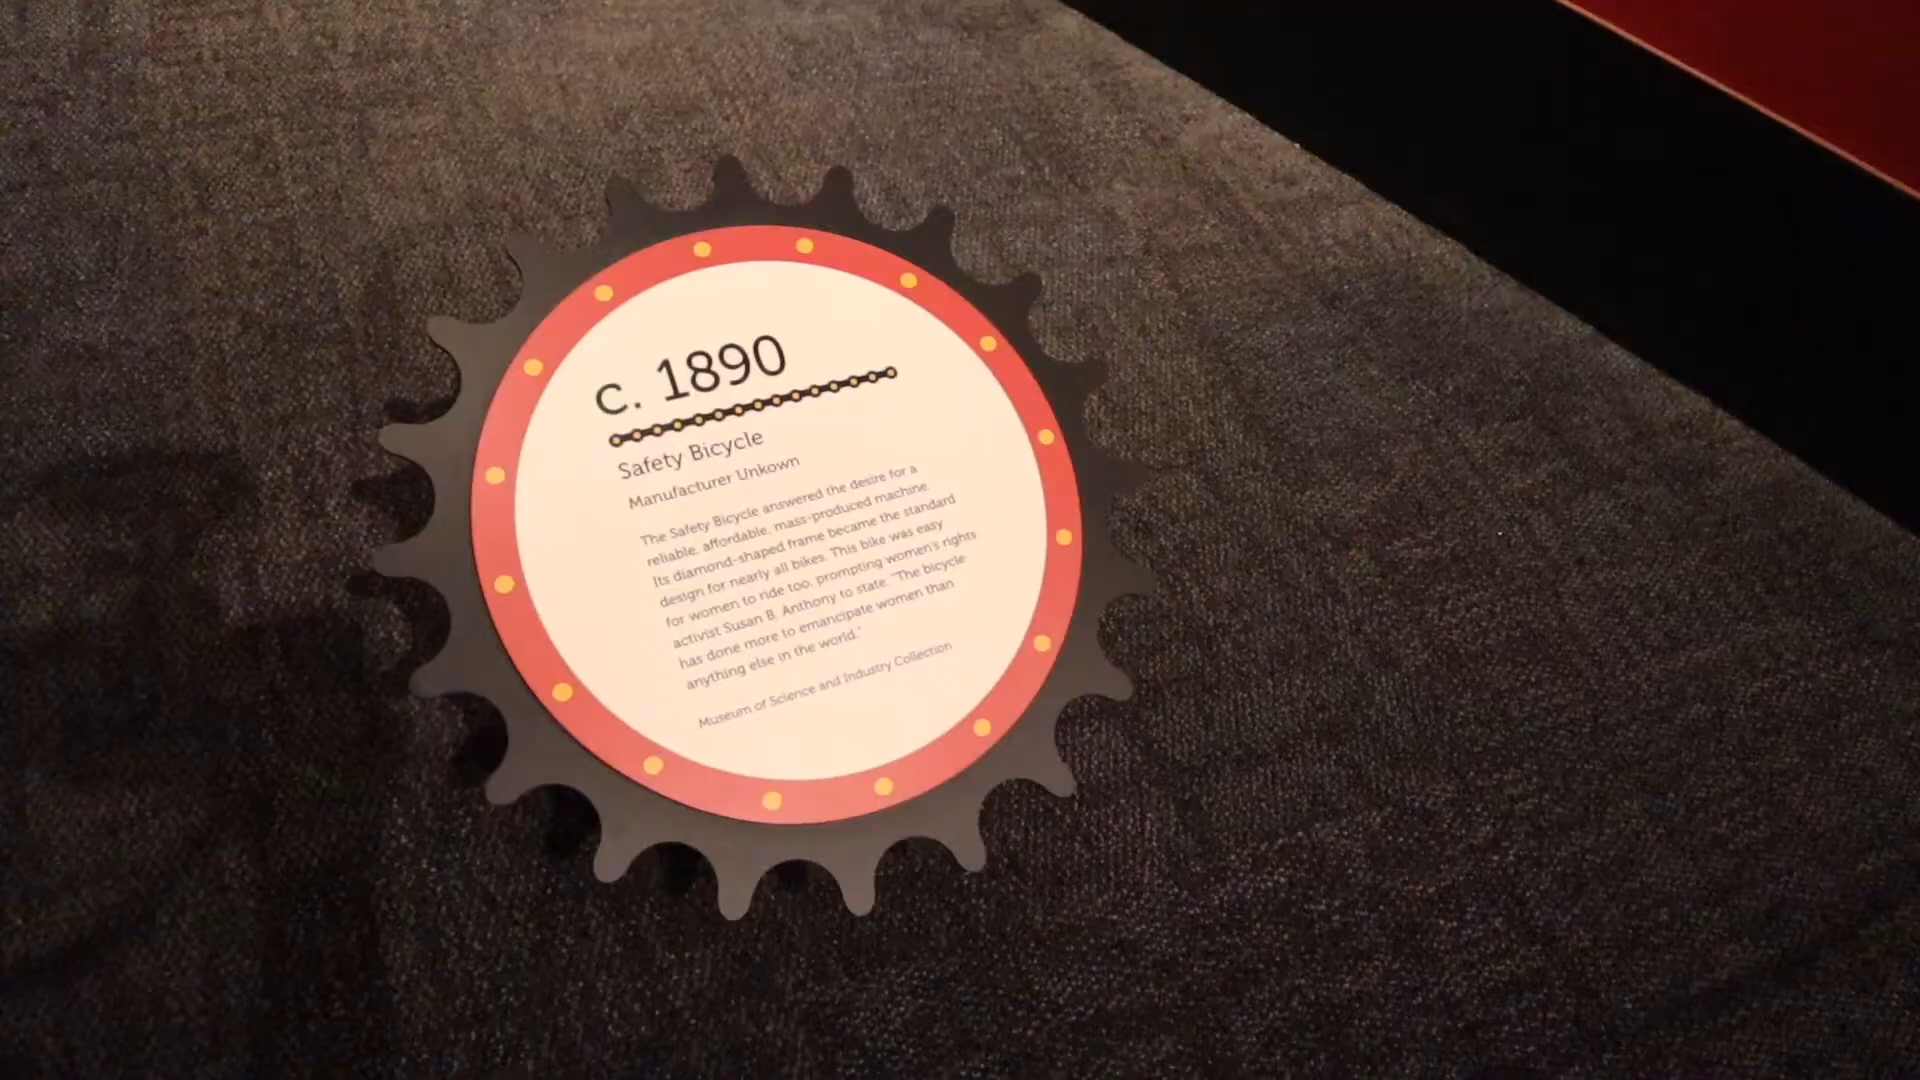 c. 1890
Safety Bicycle
Manufacturer Unkown
The Safety Bicycle answered the desire for a
reliable, affordable, mass-produced machine.
Its diamond-shaped frame became the standard
design for nearly all bikes. This bike was easy
for women to ride too, prompting women's rights
activist Susan B. Anthony to state, "The bicycle
has done more to emancipate women than
anything else in the world."
Museum of Science and Industry Collection